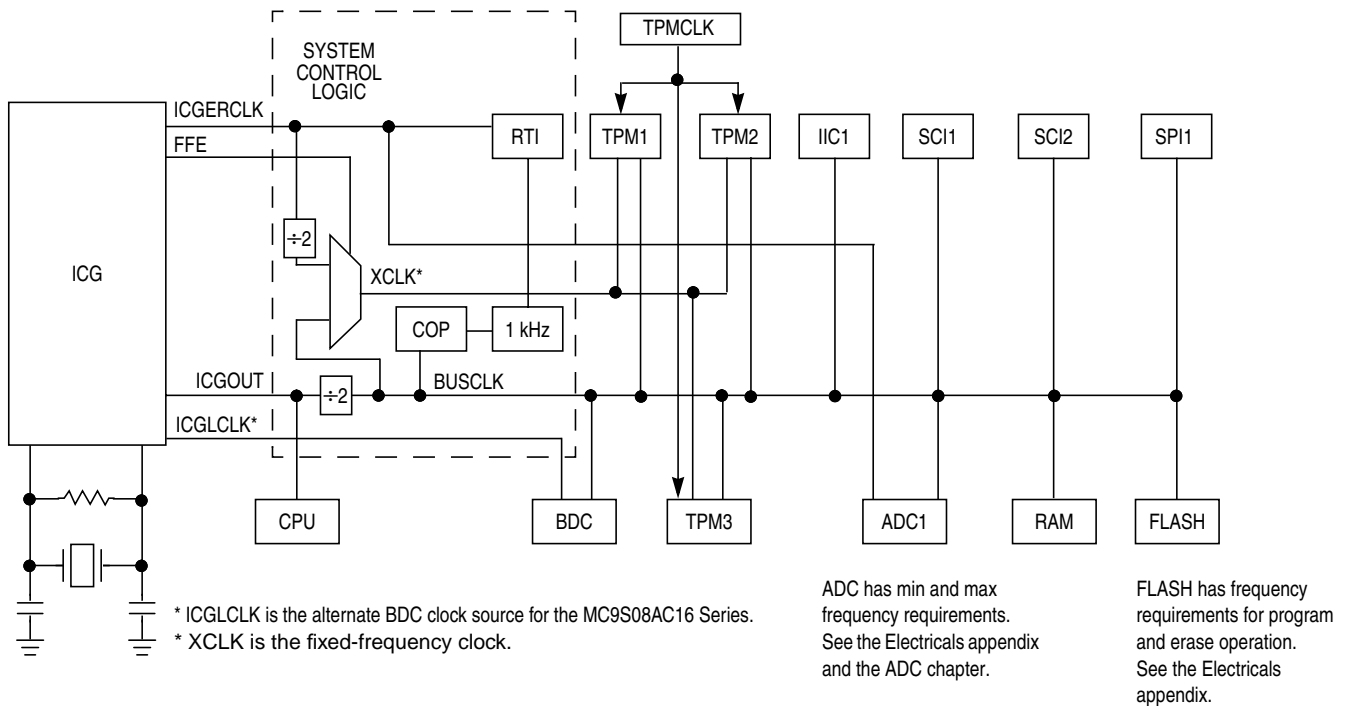 TPMCLK
SYSTEM
CONTROL
LOGIC
ICGERCLK
FFE
RTI
TPM1
TPM2
IIC1
SCI1
SCI2
SPI1
÷2
ICG
XCLK*
COP
1 kHz
ICGOUT
÷2
BUSCLK
ICGLCLK*
CPU
BDC
TPM3
ADC1
RAM
FLASH
* ICGLCLK is the alternate BDC clock source for the MC9S08AC16 Series.
* XCLK is the fixed-frequency clock.
ADC has min and max
frequency requirements.
See the Electricals appendix
and the ADC chapter.
FLASH has frequency
requirements for program
and erase operation.
See the Electricals
appendix.